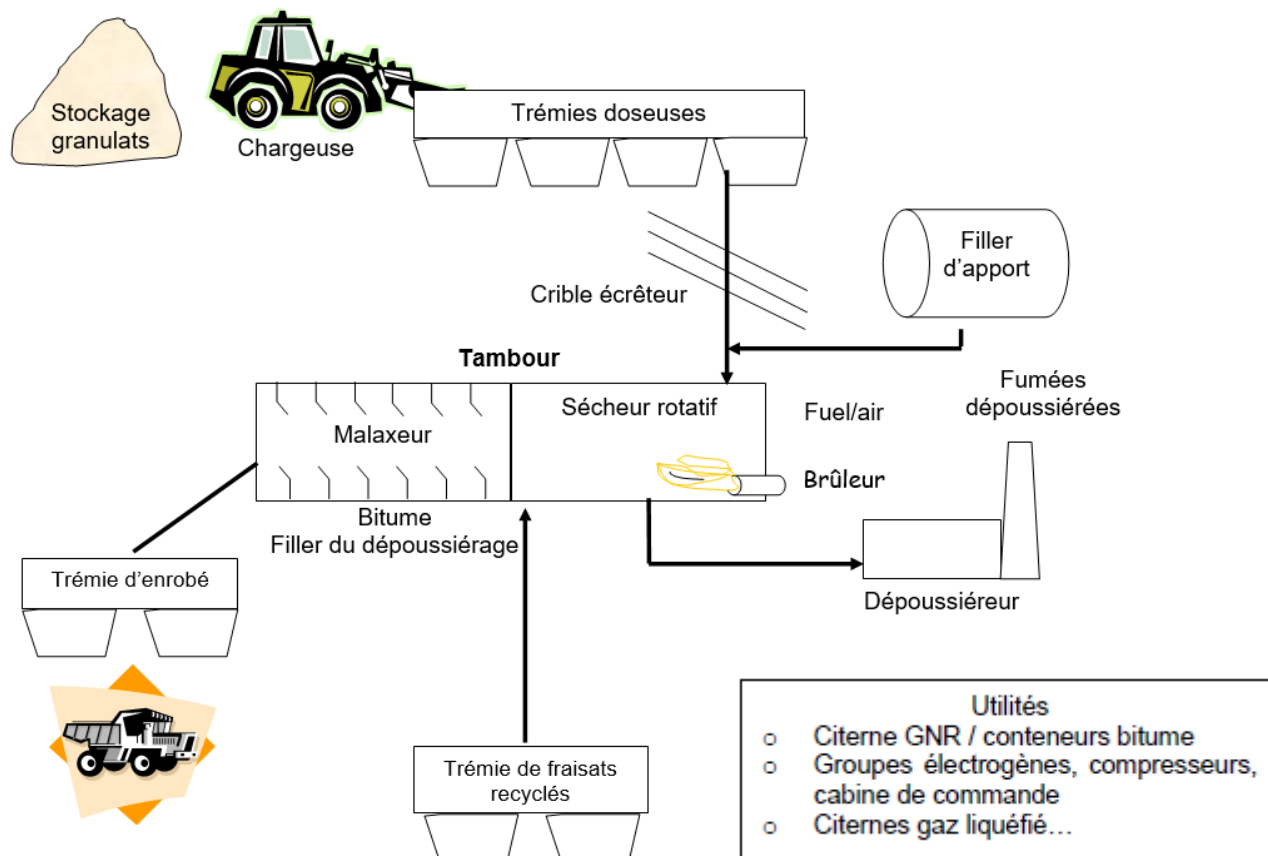 Stockage
granulats
Chargeuse
Trémies doseuses
Filler
d'apport
Crible écrêteur
Tambour
Fumées
dépoussiérées
Sécheur rotatif
Fuel/air
Malaxeur
Brûleur
Bitume
Filler du dépoussiérage
Trémie d'enrobé
Dépoussiéreur
Trémie de fraisats
recyclés
Utilités
o Citerne GNR / conteneurs bitume
o Groupes électrogènes, compresseurs,
cabine de commande
o Citernes gaz liquéfié…